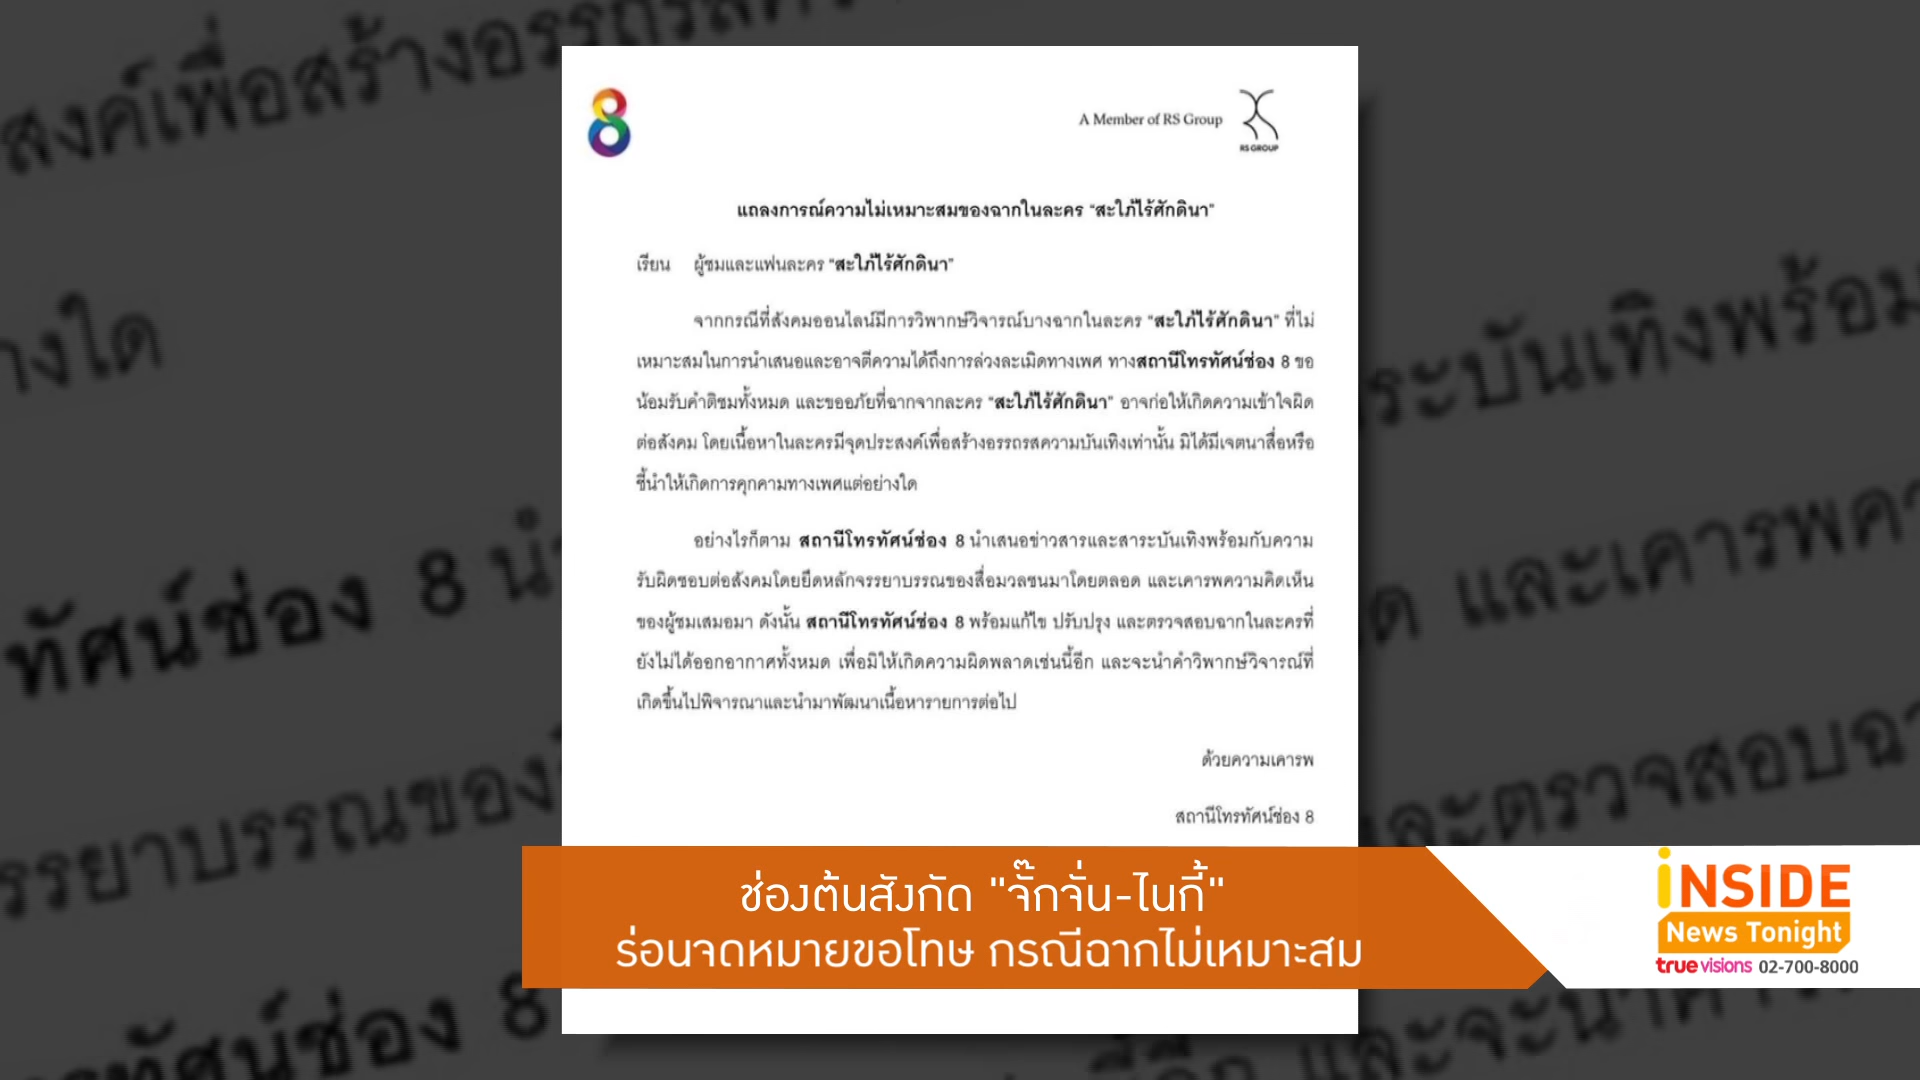 8
A Member of RS Group
RS GROUP
แถลงการณ์ความไม่เหมาะสมของฉากในละคร "สะใภ้ไร้ศักดินา"
เรียน ผู้ชมและแฟนละคร "สะใภ้ไร้ศักดินา"
จากกรณีที่สังคมออนไลน์มีการวิพากษ์วิจารณ์บางฉากในละคร "สะใภ้ไร้ศักดินา" ที่ไม่
เหมาะสมในการนำเสนอและอาจตีความได้ถึงการล่วงละเมิดทางเพศ ทางสถานีโทรทัศน์ช่อง 8 ขอ
น้อมรับคำติชมทั้งหมด และขออภัยที่ฉากจากละคร "สะใภ้ไร้ศักดินา" อาจก่อให้เกิดความเข้าใจผิด
ต่อสังคม โดยเนื้อหาในละครมีจุดประสงค์เพื่อสร้างอรรถรสความบันเทิงเท่านั้น มิได้มีเจตนาสื่อหรือ
ชี้นำให้เกิดการคุกคามทางเพศแต่อย่างใด
อย่างไรก็ตาม สถานีโทรทัศน์ช่อง 8 นำเสนอข่าวสารและสาระบันเทิงพร้อมกับความ
รับผิดชอบต่อสังคมโดยยึดหลักจรรยาบรรณของสื่อมวลชนมาโดยตลอด และเคารพความคิดเห็น
ของผู้ชมเสมอมา ดังนั้น สถานีโทรทัศน์ช่อง 8 พร้อมแก้ไข ปรับปรุง และตรวจสอบฉากในละครที่
ยังไม่ได้ออกอากาศทั้งหมด เพื่อมิให้เกิดความผิดพลาดเช่นนี้อีก และจะนำคำวิพากษ์วิจารณ์ที่
เกิดขึ้นไปพิจารณาและนำมาพัฒนาเนื้อหารายการต่อไป
ด้วยความเคารพ
สถานีโทรทัศน์ช่อง 8
ช่องต้นสังกัด "จั๊กจั่น-ไนกี้"
ร่อนจดหมายขอโทษ กรณีฉากไม่เหมาะสม
iNSIDE
News Tonight
true visions 02-700-8000